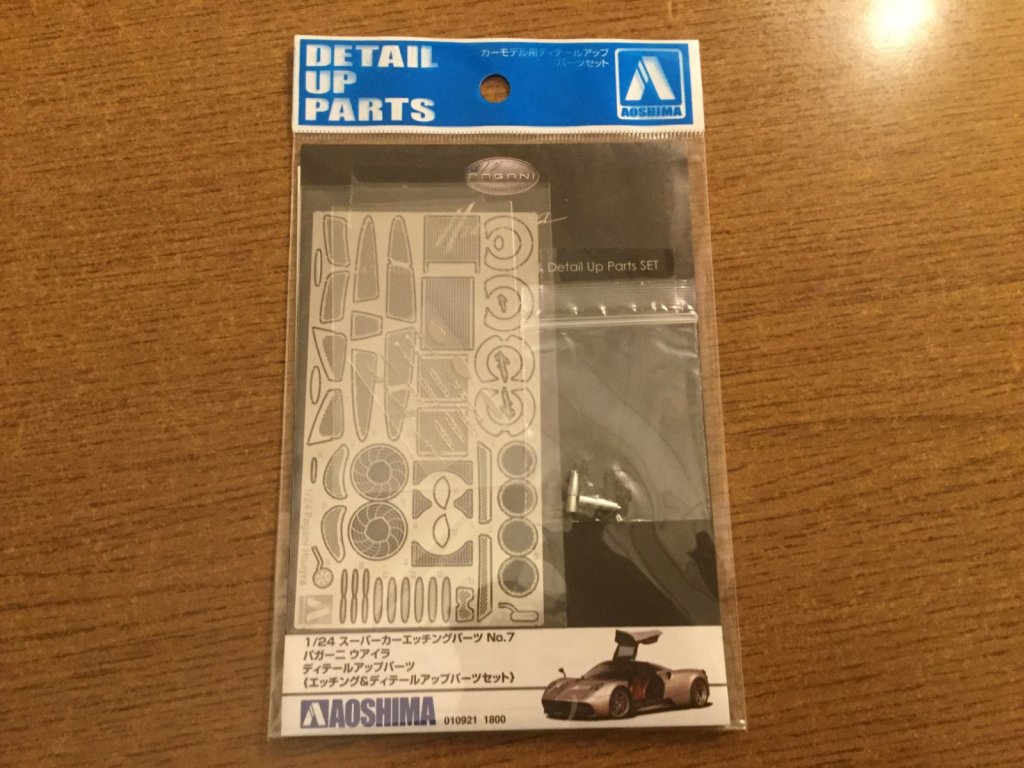 DETAIL
UP
PARTS
カーモデル用ディテールアップ
パーツセット
AOSHIMA
PAGANI
& Detail Up Parts SET
1/24 Pagani Huayra
1/24 スーパーカーエッチングパーツ No.7
パガーニ ウアイラ
ディテールアップパーツ
《エッチング&ディテールアップパーツセット》
AOSHIMA
010921 1800